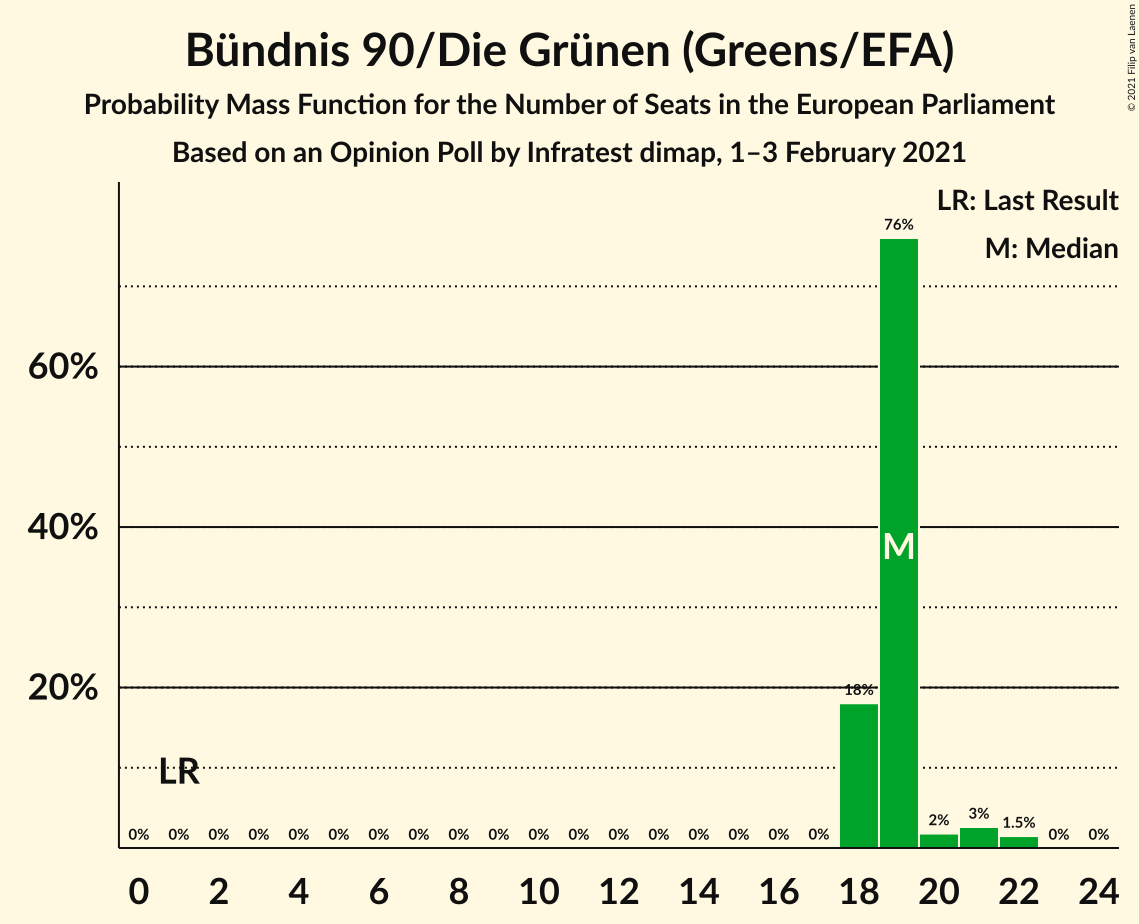 Bündnis 90/Die Grünen (Greens/EFA)
Probability Mass Function for the Number of Seats in the European Parliament
Based on an Opinion Poll by Infratest dimap, 1–3 February 2021
© 2021 Filip van Laenen
LR: Last Result
M: Median
76%
60%
40%
M
20%
18%
LR
0% 0% 0% 0% 0% 0% 0% 0% 0% 0% 0% 0% 0% 0% 0% 0% 0% 0% 2% 3% 1.5% 0% 0%
0 2 4 6 8 10 12 14 16 18 20 22 24